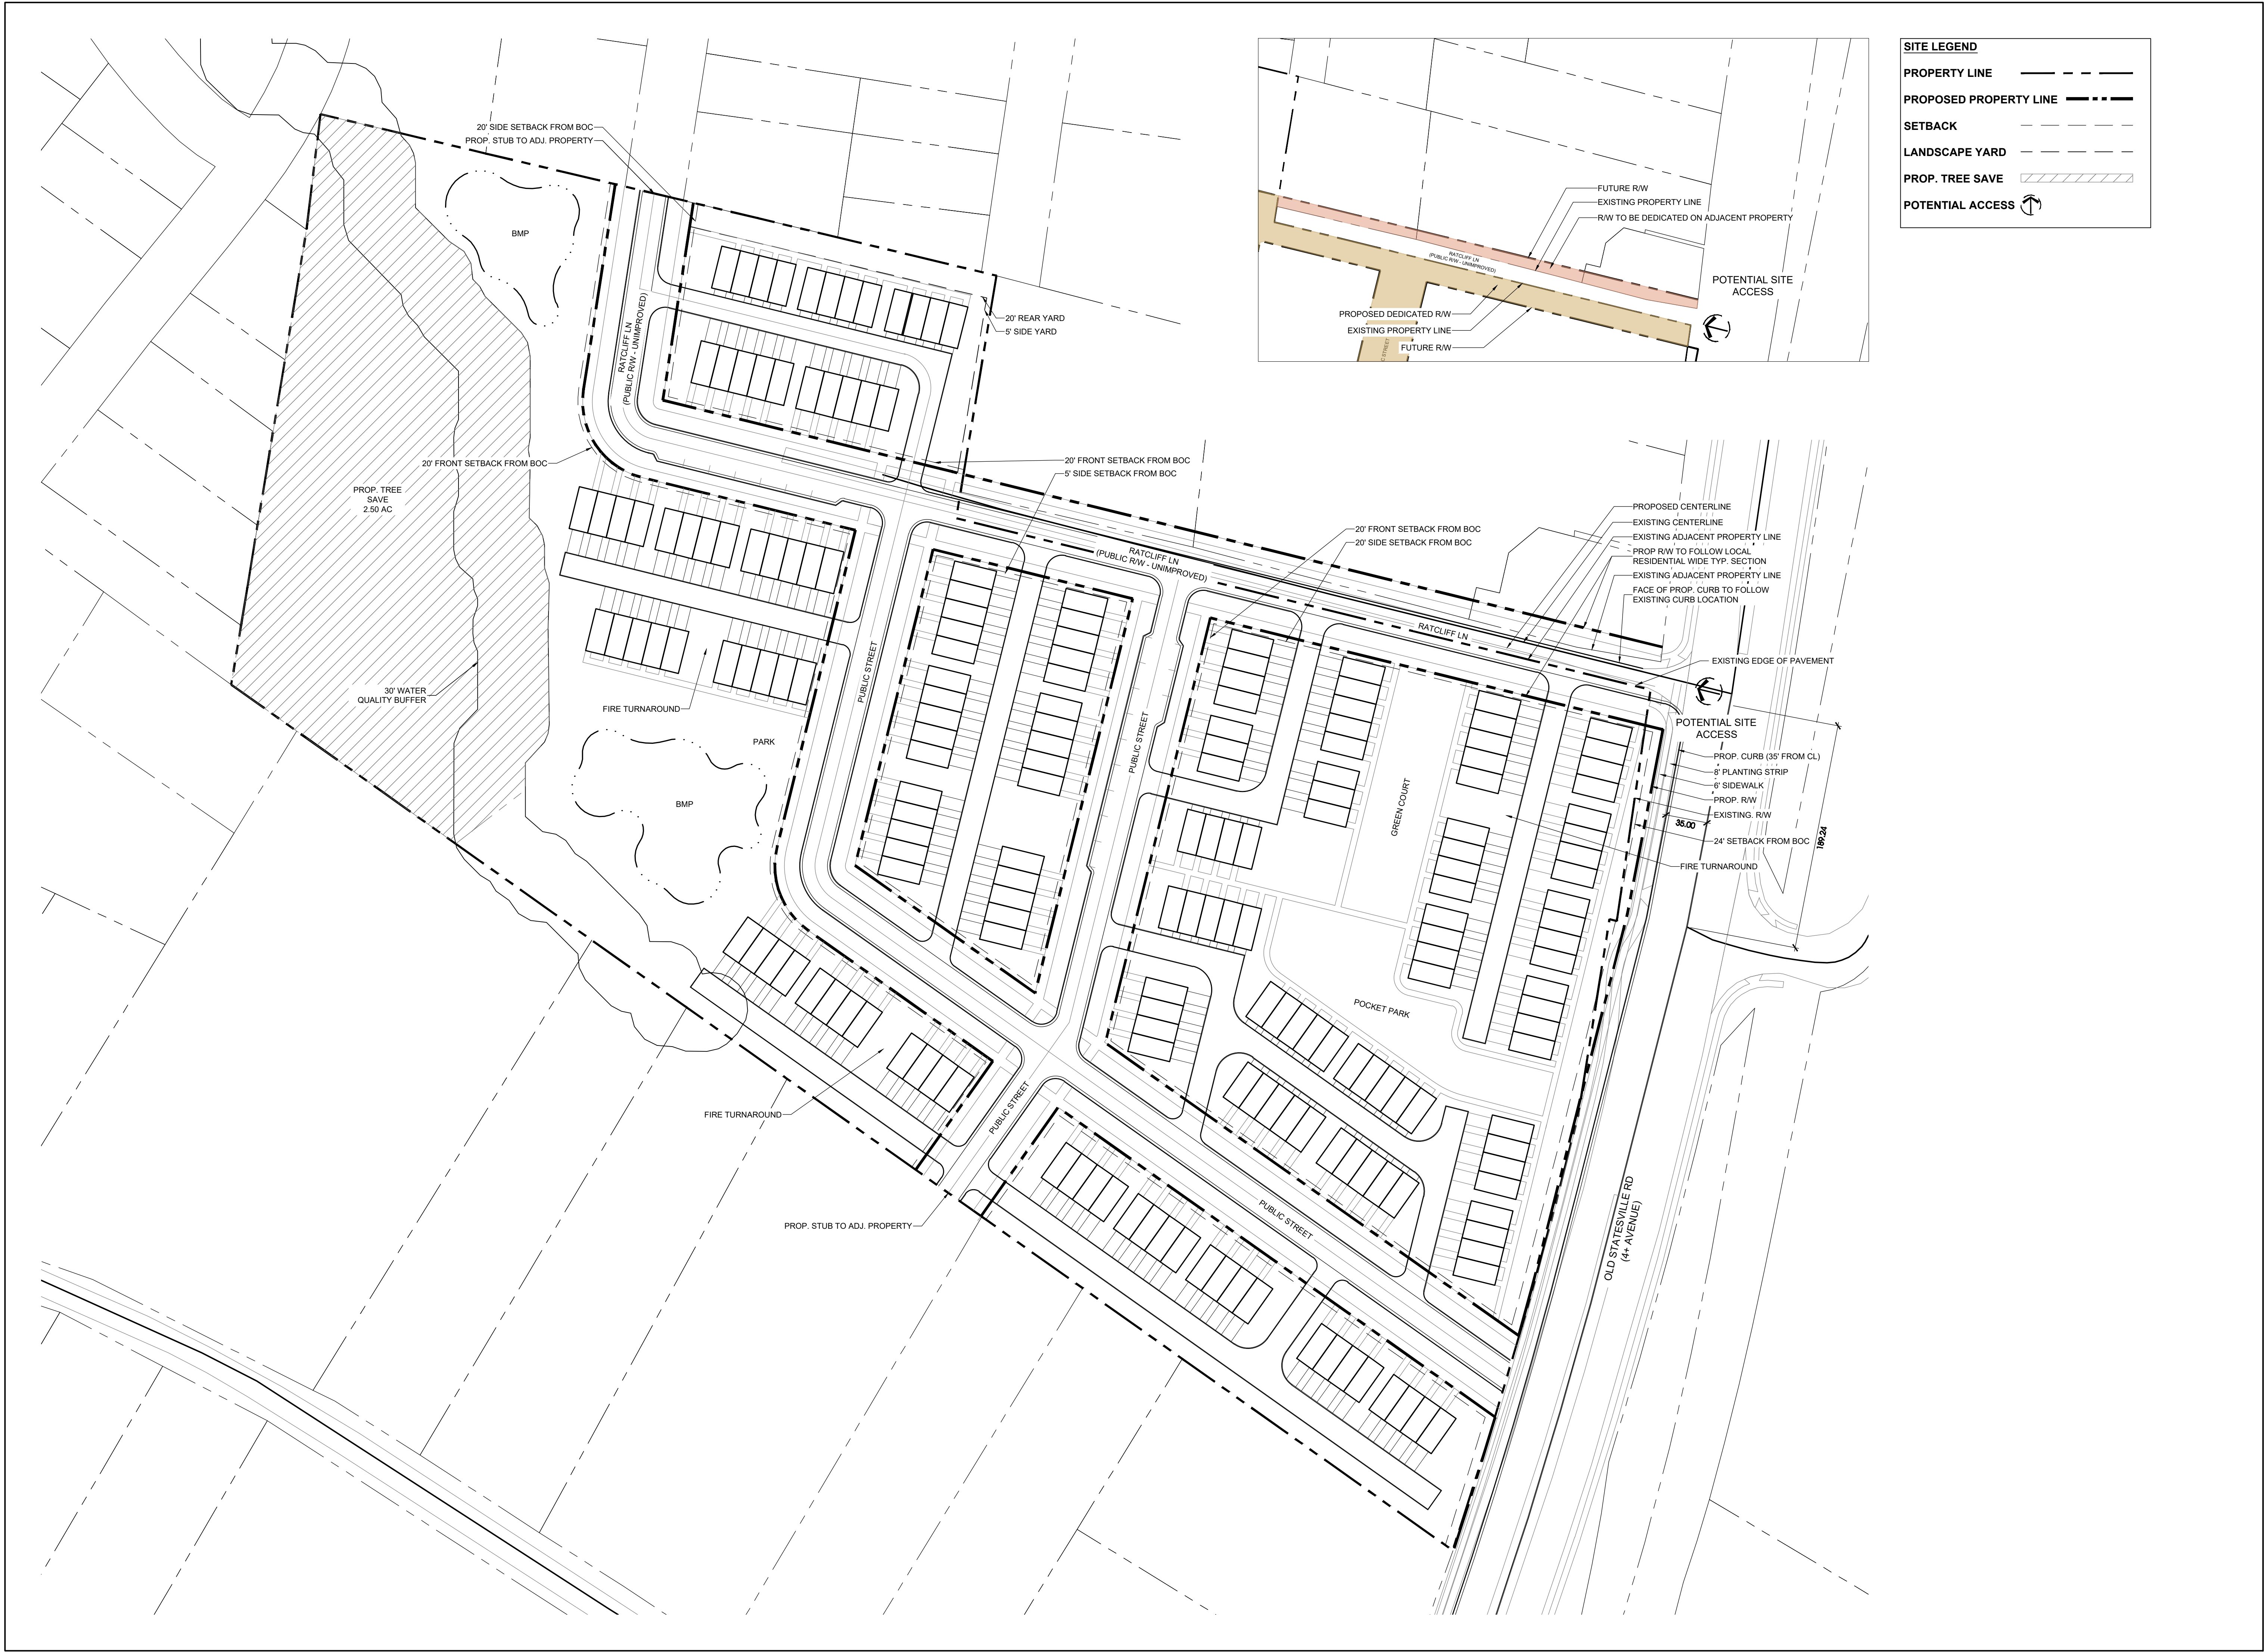 SITE LEGEND
PROPERTY LINE
PROPOSED PROPERTY LINE
SETBACK
LANDSCAPE YARD
PROP. TREE SAVE
POTENTIAL ACCESS
FUTURE R/W
EXISTING PROPERTY LINE
R/W TO BE DEDICATED ON ADJACENT PROPERTY
RATCLIFF LN
(PUBLIC R/W - UNIMPROVED)
POTENTIAL SITE
ACCESS
PROPOSED DEDICATED R/W
EXISTING PROPERTY LINE
FUTURE R/W
C STREET
20' SIDE SETBACK FROM BOC
PROP. STUB TO ADJ. PROPERTY
BMP
RATCLIFF LN
(PUBLIC R/W - UNIMPROVED)
20' REAR YARD
5' SIDE YARD
20' FRONT SETBACK FROM BOC
20' FRONT SETBACK FROM BOC
5' SIDE SETBACK FROM BOC
PROP. TREE
SAVE
2.50 AC
20' FRONT SETBACK FROM BOC
20' SIDE SETBACK FROM BOC
RATCLIFF LN
(PUBLIC R/W - UNIMPROVED)
PROPOSED CENTERLINE
EXISTING CENTERLINE
EXISTING ADJACENT PROPERTY LINE
PROP R/W TO FOLLOW LOCAL
RESIDENTIAL WIDE TYP. SECTION
EXISTING ADJACENT PROPERTY LINE
FACE OF PROP. CURB TO FOLLOW
EXISTING CURB LOCATION
RATCLIFF LN
EXISTING EDGE OF PAVEMENT
POTENTIAL SITE
ACCESS
PUBLIC STREET
30' WATER
QUALITY BUFFER
FIRE TURNAROUND
PARK
PUBLIC STREET
PROP. CURB (35' FROM CL)
8' PLANTING STRIP
6' SIDEWALK
PROP. R/W
EXISTING. R/W
35.00
189.24
24' SETBACK FROM BOC
FIRE TURNAROUND
BMP
GREEN COURT
POCKET PARK
FIRE TURNAROUND
PUBLIC STREET
PROP. STUB TO ADJ. PROPERTY
PUBLIC STREET
OLD STATESVILLE RD
(4+ AVENUE)